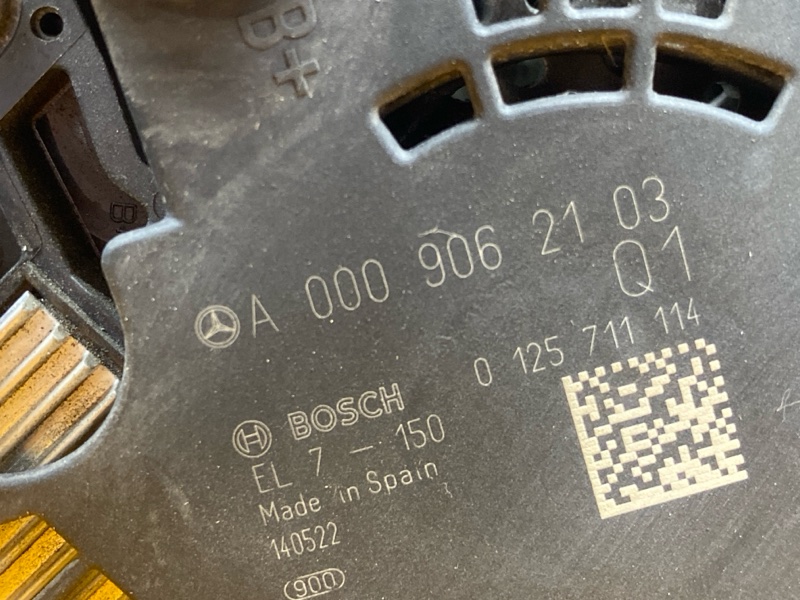 B+
A 000 906 21 03
Q1
0 125 711 114
BOSCH
EL 7 - 150
Made in Spain
140522
900